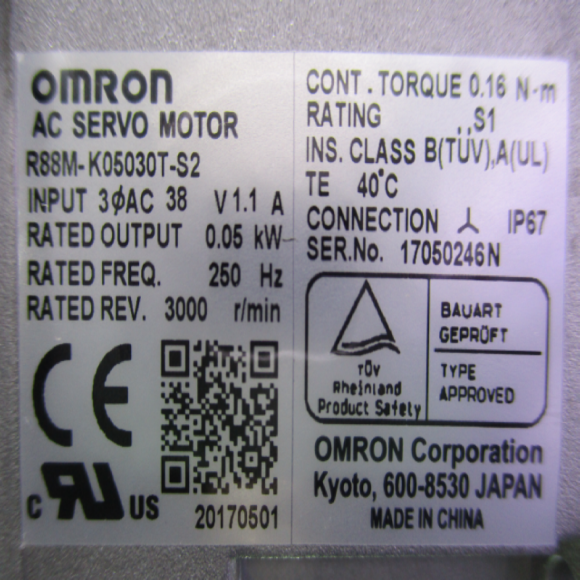 OMRON
AC SERVO MOTOR
R88M-K05030T-S2
INPUT 3ϕAC 38 V 1.1 A
RATED OUTPUT 0.05 kW
RATED FREQ. 250 Hz
RATED REV. 3000 r/min
CE
C RU US
20170501
CONT. TORQUE 0.16 N-m
RATING S1
INS. CLASS B(TÜV),A(UL)
TE 40°C
CONNECTION IP67
SER.No. 17050246N
TÜV
Rheinland
Product Safety
BAUART
GEPRÜFT
TYPE
APPROVED
OMRON Corporation
Kyoto, 600-8530 JAPAN
MADE IN CHINA